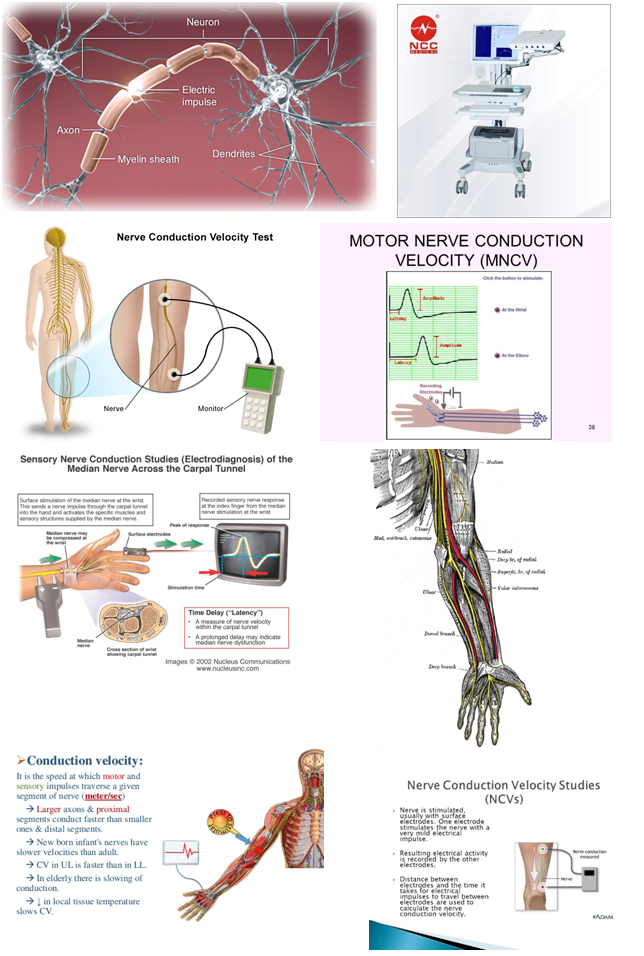 Neuron
Electric
impulse
Axon
Myelin sheath
Dendrites
NCC
MEDICAL
Nerve Conduction Velocity Test
Nerve
Monitor
MOTOR NERVE CONDUCTION
VELOCITY (MNCV)
Click the button to stimulate:
Amplitude
Latency
At the Wrist
Amplitude
Latency
At the Elbow
Recording
Electrodes
38
Sensory Nerve Conduction Studies (Electrodiagnosis) of the
Median Nerve Across the Carpal Tunnel
Surface stimulation of the median nerve at the wrist.
This sends a nerve impulse through the carpal tunnel
into the hand and activates the specific muscles and
sensory structures supplied by the median nerve.
Recorded sensory nerve response
at the index finger from the median
nerve stimulation at the wrist
Median nerve may
be compressed at
the wrist
Surface electrodes
Peak of response
Stimulation time
Median
nerve
Cross section of wrist
showing carpal tunnel
Time Delay ("Latency")
• A measure of nerve velocity
within the carpal tunnel
• A prolonged delay may indicate
median nerve dysfunction
Images © 2002 Nucleus Communications
www.nucleusinc.com
Median
Ulnar
Med. antibrach. cutaneous
Radial
Deep br. of radial
Superfic. br. of radial
Volar interosseous
Ulnar
Dorsal branch
Deep branch
➢Conduction velocity:
It is the speed at which motor and
sensory impulses traverse a given
segment of nerve (meter/sec)
→ Larger axons & proximal
segments conduct faster than smaller
ones & distal segments.
→ New born infant's nerves have
slower velocities than adult.
→ CV in UL is faster than in LL.
→ In elderly there is slowing of
conduction.
→ ↓ in local tissue temperature
slows CV.
Nerve Conduction Velocity Studies
(NCVs)
Nerve is stimulated,
usually with surface
electrodes. One electrode
stimulates the nerve with a
very mild electrical
impulse.
Resulting electrical activity
is recorded by the other
electrodes.
Distance between
electrodes and the time it
takes for electrical
impulses to travel between
electrodes are used to
calculate the nerve
conduction velocity.
Nerve conduction
measured
Nerve
ADAM